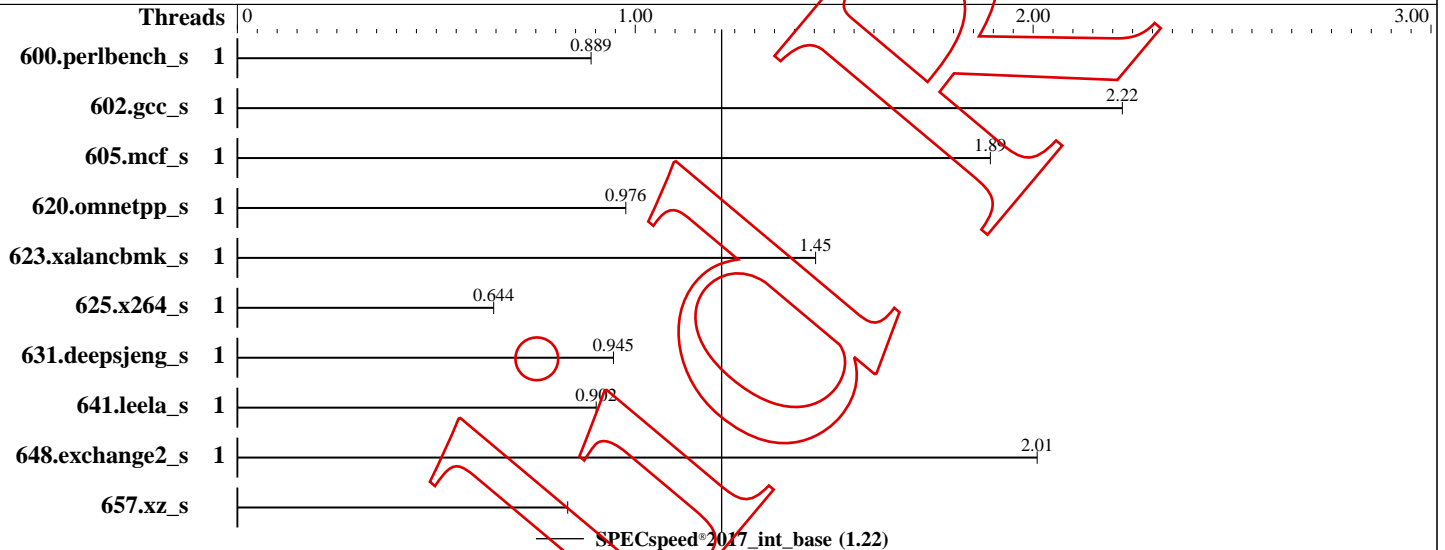 Threads 0 1.00 2.00 3.00
600.perlbench_s 1 0.889
602.gcc_s 1 2.22
605.mcf_s 1 1.89
620.omnetpp_s 1 0.976
623.xalancbmk_s 1 1.45
625.x264_s 1 0.644
631.deepsjeng_s 1 0.945
641.leela_s 1 0.902
648.exchange2_s 1 2.01
657.xz_s
SPECspeed®2017_int_base (1.22)